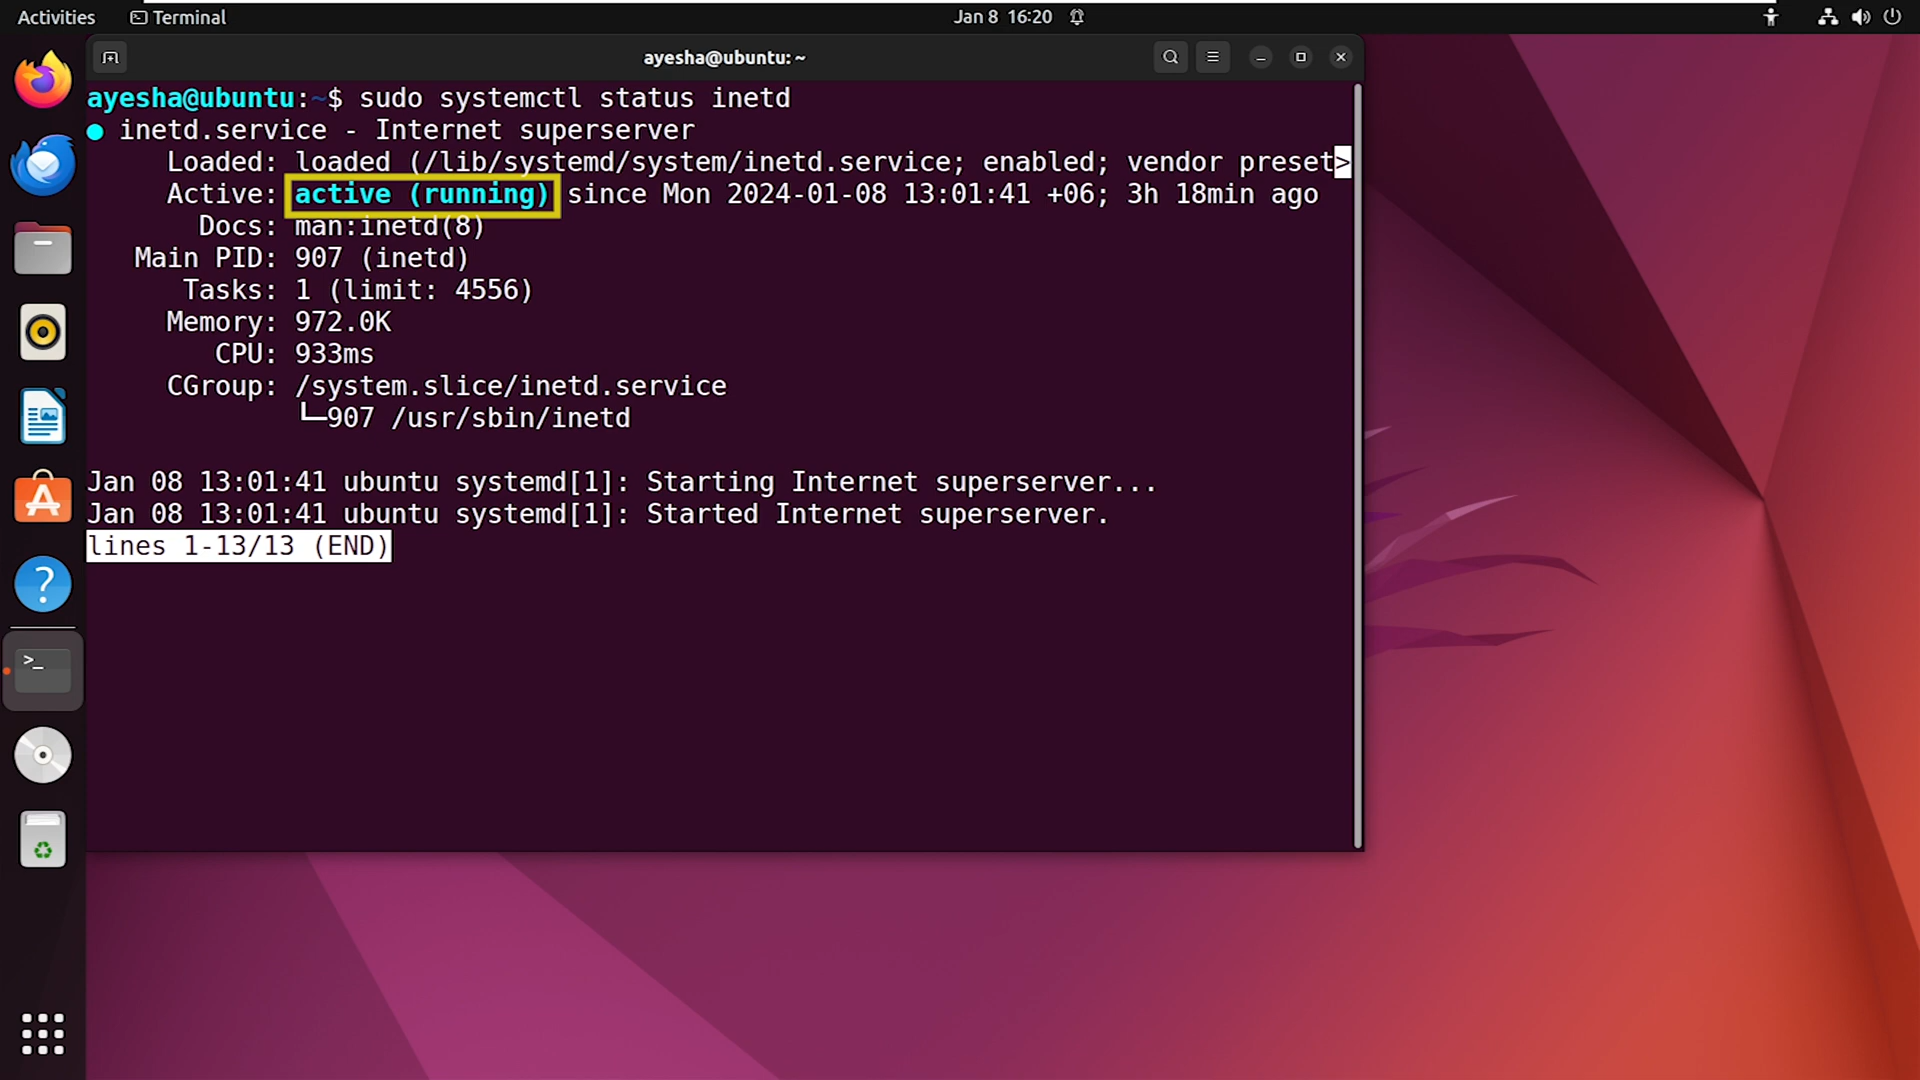 Activities Terminal Jan 8 16:20
ayesha@ubuntu: ~
ayesha@ubuntu:~$ sudo systemctl status inetd
● inetd.service - Internet superserver
Loaded: loaded (/lib/systemd/system/inetd.service; enabled; vendor preset>
Active: active (running) since Mon 2024-01-08 13:01:41 +06; 3h 18min ago
Docs: man:inetd(8)
Main PID: 907 (inetd)
Tasks: 1 (limit: 4556)
Memory: 972.0K
CPU: 933ms
CGroup: /system.slice/inetd.service
└─907 /usr/sbin/inetd
Jan 08 13:01:41 ubuntu systemd[1]: Starting Internet superserver...
Jan 08 13:01:41 ubuntu systemd[1]: Started Internet superserver.
lines 1-13/13 (END)